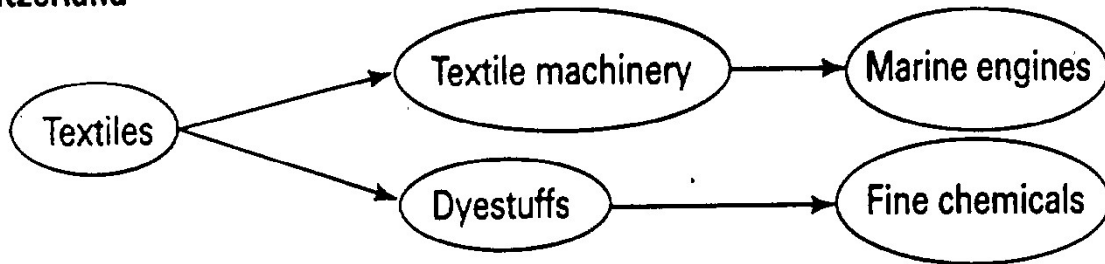 Textiles
Textile machinery
Marine engines
Dyestuffs
Fine chemicals